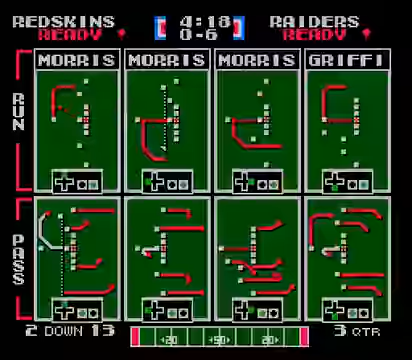 REDSKINS 4:18 RAIDERS
READY 0-6 READY
MORRIS MORRIS MORRIS GRIFFI
RUN
PASS
2 DOWN 13 3 QTR
20 50 20